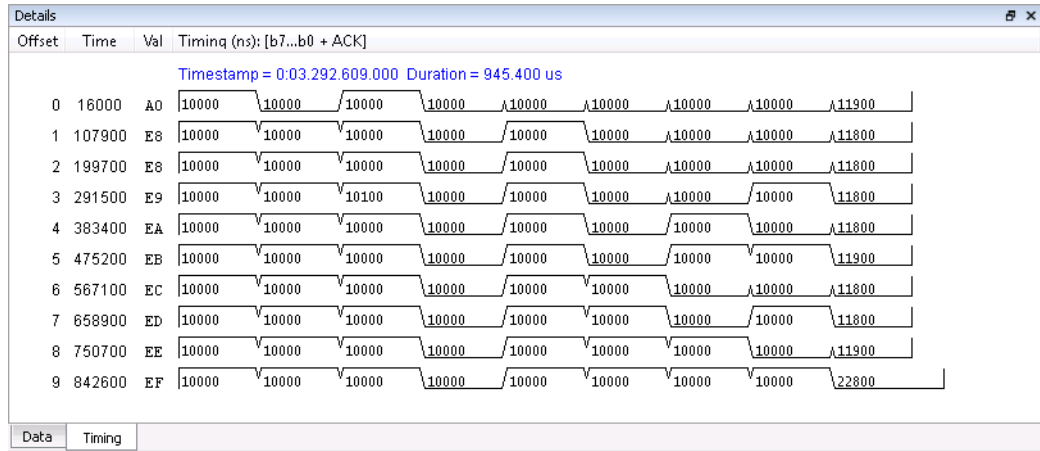 Details
Offset Time Val Timing (ns): [b7...b0 + ACK]
Timestamp = 0:03.292.609.000 Duration = 945.400 us
0 16000 A0 10000 10000 10000 10000 10000 10000 10000 10000 11900
1 107900 E8 10000 10000 10000 10000 10000 10000 10000 10000 11800
2 199700 E8 10000 10000 10000 10000 10000 10000 10000 10000 11800
3 291500 E9 10000 10000 10100 10000 10000 10000 10000 10000 11800
4 383400 EA 10000 10000 10000 10000 10000 10000 10000 10000 11800
5 475200 EB 10000 10000 10000 10000 10000 10000 10000 10000 11900
6 567100 EC 10000 10000 10000 10000 10000 10000 10000 10000 11800
7 658900 ED 10000 10000 10000 10000 10000 10000 10000 10000 11800
8 750700 EE 10000 10000 10000 10000 10000 10000 10000 10000 11900
9 842600 EF 10000 10000 10000 10000 10000 10000 10000 10000 22800
Data Timing